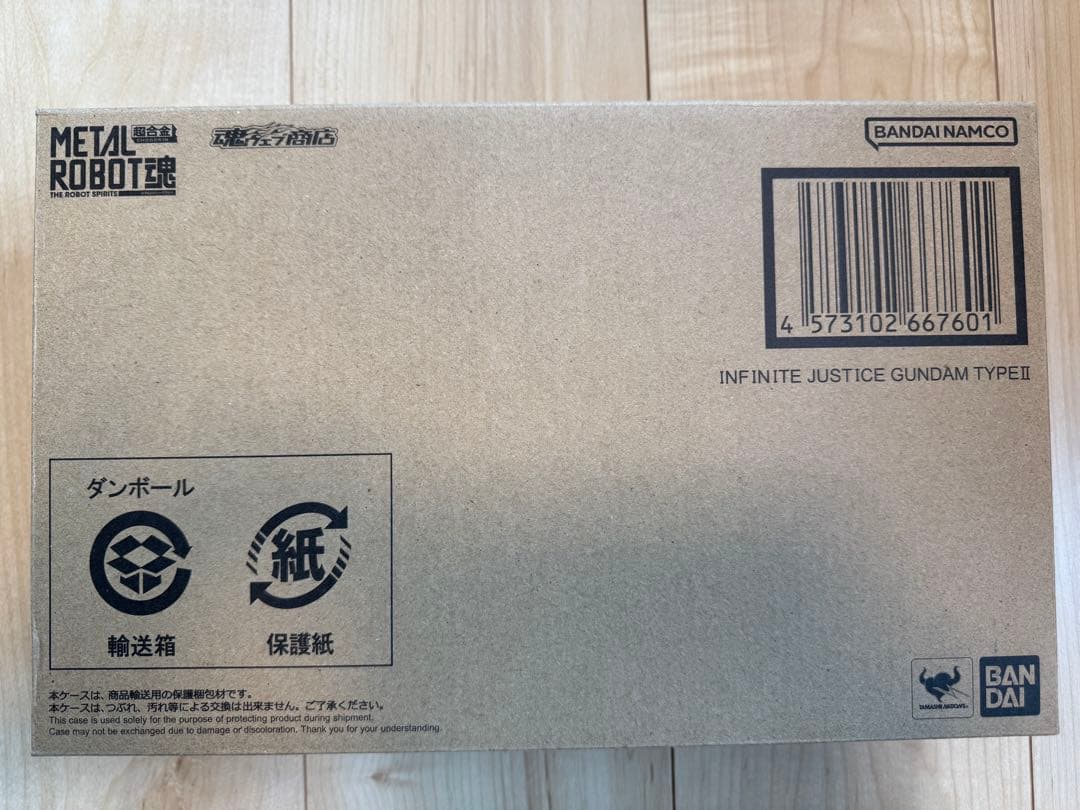 METAL 超合金
ROBOT魂
THE ROBOT SPIRITS
魂ウェブ商店
BANDAI NAMCO
4 573102 667601
INFINITE JUSTICE GUNDAM TYPEⅡ
ダンボール
紙
輸送箱 保護紙
本ケースは、商品輸送用の保護梱包材です。
本ケースは、つぶれ、汚れ等による交換は出来ません。ご了承ください。
This case is used solely for the purpose of protecting product during shipment.
Case may not be exchanged due to damage or discoloration. Thank you for your understanding.
TAMASHII NATIONS
BAN
DAI